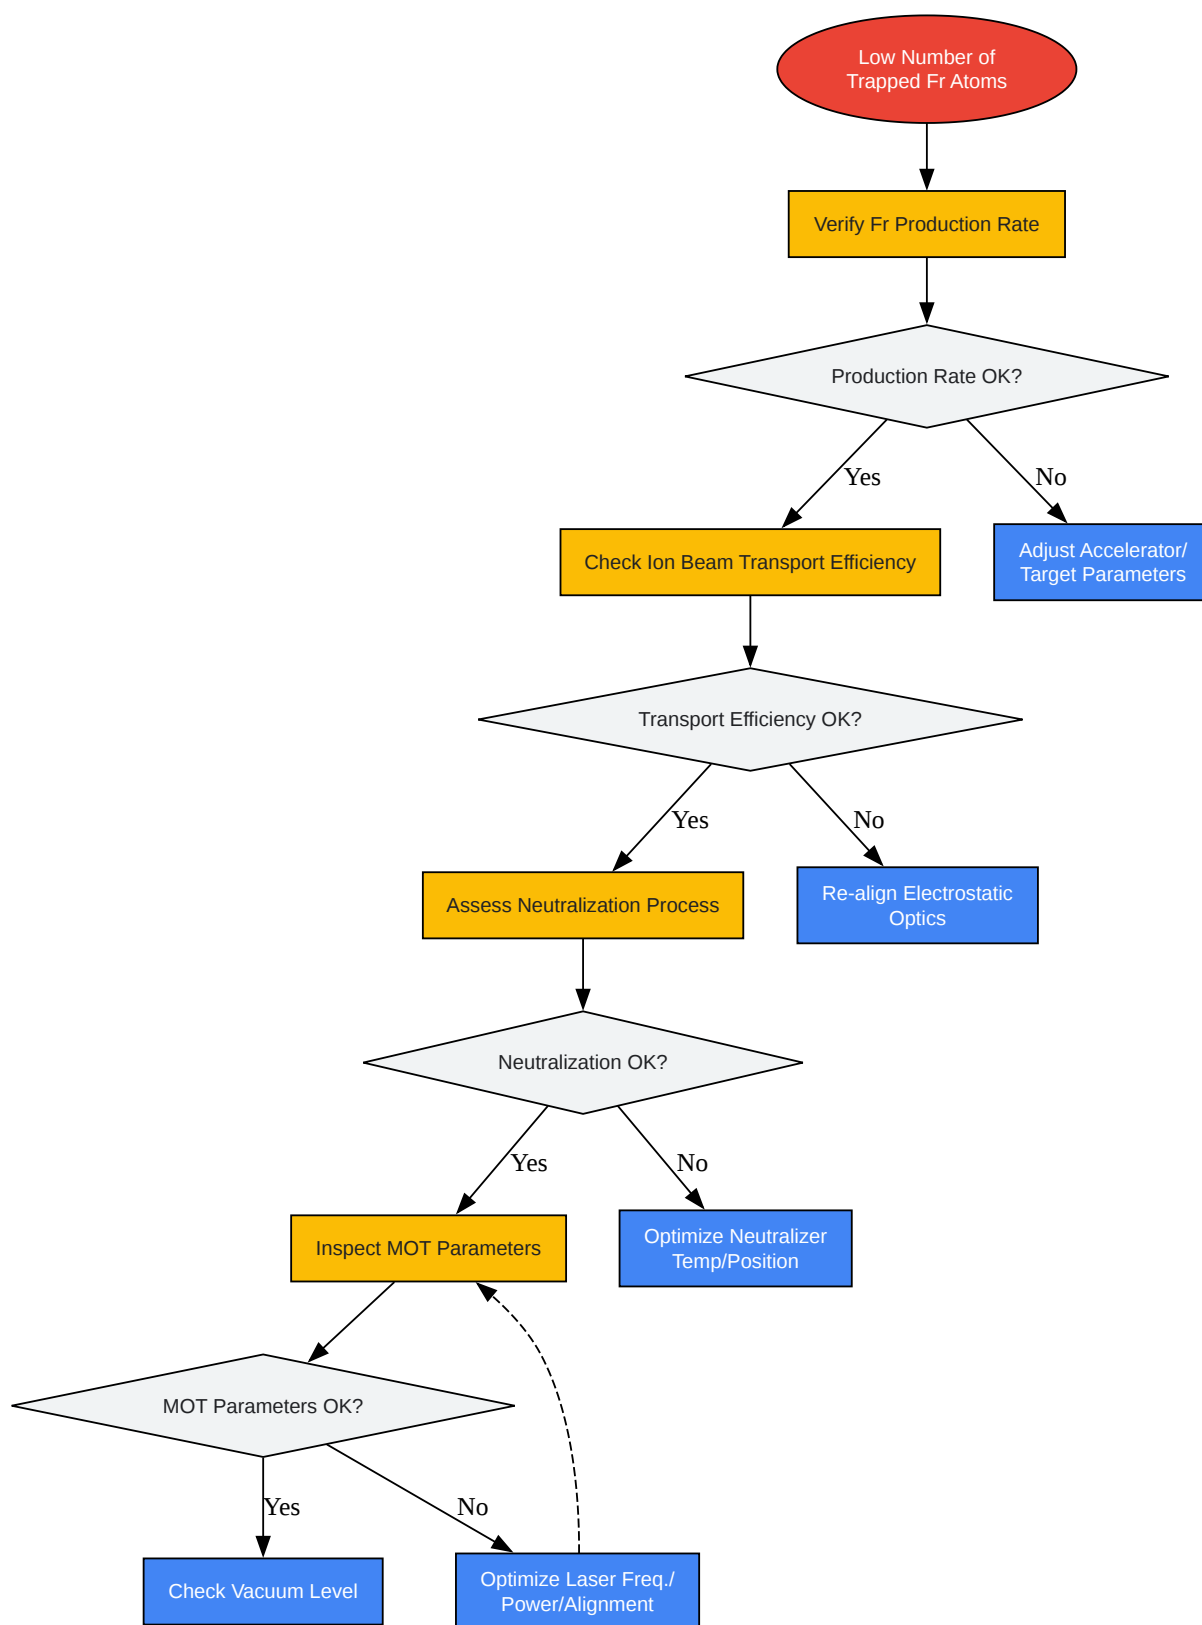 Low Number of
Trapped Fr Atoms
Verify Fr Production Rate
Production Rate OK?
Yes
No
Check Ion Beam Transport Efficiency
Adjust Accelerator/
Target Parameters
Transport Efficiency OK?
Yes
No
Assess Neutralization Process
Re-align Electrostatic
Optics
Neutralization OK?
Yes
No
Inspect MOT Parameters
Optimize Neutralizer
Temp/Position
MOT Parameters OK?
Yes
No
Check Vacuum Level
Optimize Laser Freq./
Power/Alignment